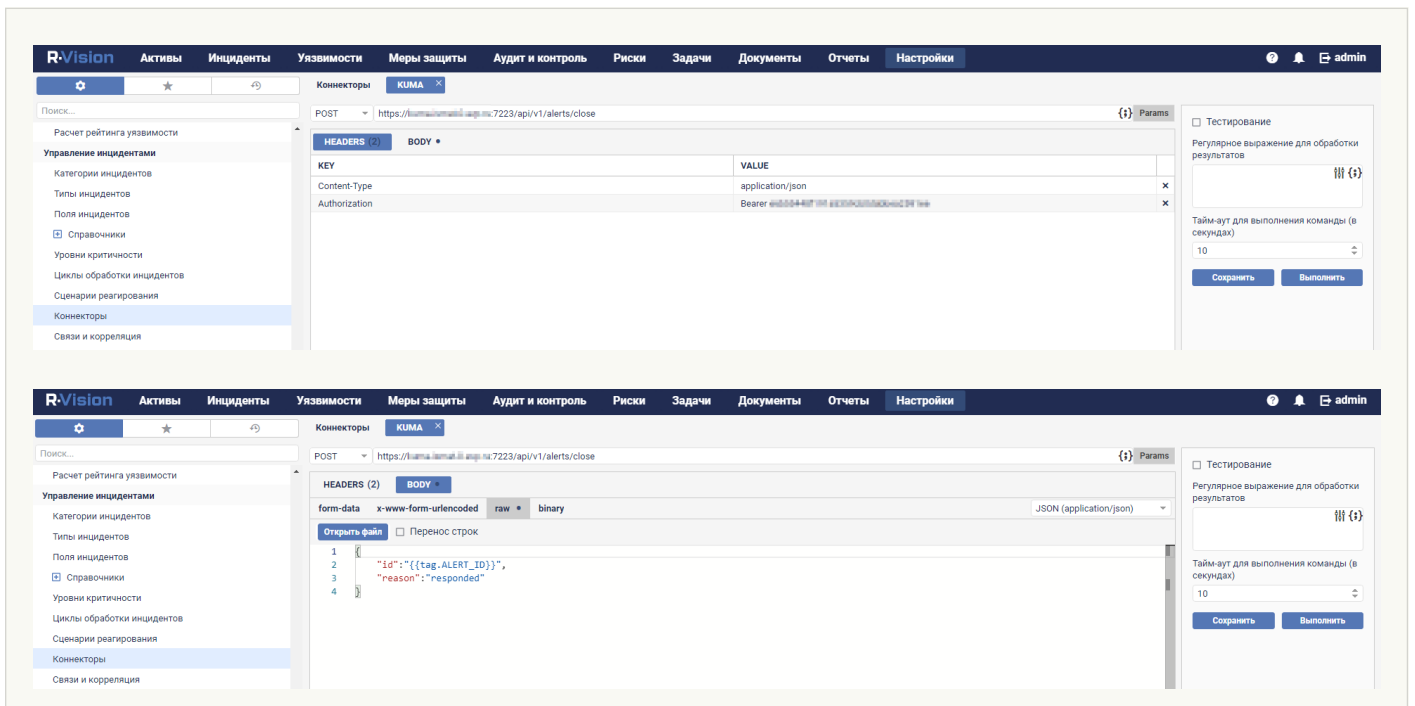 R·Vision Активы Инциденты Уязвимости Меры защиты Аудит и контроль Риски Задачи Документы Отчеты Настройки admin
Коннекторы KUMA
Поиск...
POST https:// :7223/api/v1/alerts/close {;} Params
Тестирование
Расчет рейтинга уязвимости
HEADERS (2) BODY
Регулярное выражение для обработки
результатов
Управление инцидентами
KEY VALUE
Категории инцидентов
Content-Type application/json
Типы инцидентов
Authorization Bearer
Поля инцидентов
Справочники
Тайм-аут для выполнения команды (в
секундах)
Уровни критичности
10
Циклы обработки инцидентов
Сохранить Выполнить
Сценарии реагирования
Коннекторы
Связи и корреляция
R·Vision Активы Инциденты Уязвимости Меры защиты Аудит и контроль Риски Задачи Документы Отчеты Настройки admin
Коннекторы KUMA
Поиск...
POST https:// :7223/api/v1/alerts/close {;} Params
Тестирование
Расчет рейтинга уязвимости
HEADERS (2) BODY
Регулярное выражение для обработки
результатов
Управление инцидентами
form-data x-www-form-urlencoded raw binary JSON (application/json)
Категории инцидентов
Открыть файл Перенос строк
Типы инцидентов
1 {
2 "id":"{{tag.ALERT_ID}}",
3 "reason":"responded"
4 }
Поля инцидентов
Справочники
Тайм-аут для выполнения команды (в
секундах)
Уровни критичности
10
Циклы обработки инцидентов
Сохранить Выполнить
Сценарии реагирования
Коннекторы
Связи и корреляция